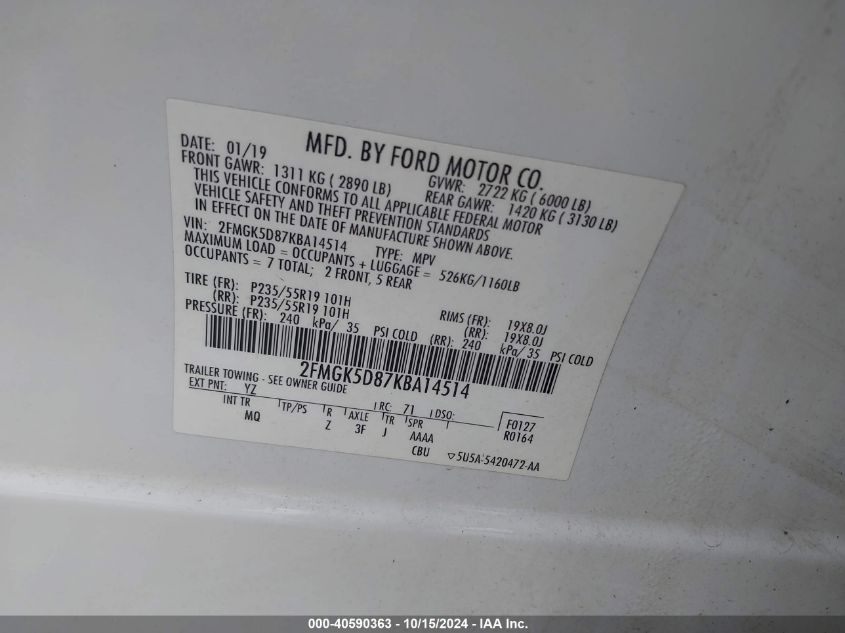 DATE: 01/19 MFD. BY FORD MOTOR CO.
FRONT GAWR: 1311 KG ( 2890 LB) GVWR: 2722 KG ( 6000 LB)
REAR GAWR: 1420 KG ( 3130 LB)
THIS VEHICLE CONFORMS TO ALL APPLICABLE FEDERAL MOTOR
VEHICLE SAFETY AND THEFT PREVENTION STANDARDS
IN EFFECT ON THE DATE OF MANUFACTURE SHOWN ABOVE.
VIN: 2FMGK5D87KBA14514 TYPE: MPV
MAXIMUM LOAD = OCCUPANTS + LUGGAGE = 526KG/1160LB
OCCUPANTS = 7 TOTAL; 2 FRONT, 5 REAR
TIRE (FR): P235/55R19 101H RIMS (FR): 19X8.0J
(RR): P235/55R19 101H (RR): 19X8.0J
PRESSURE (FR): 240 kPa/ 35 PSI COLD (RR): 240 kPa/ 35 PSI COLD
2FMGK5D87KBA14514
TRAILER TOWING - SEE OWNER GUIDE
EXT PNT: YZ RC: 71 DSO:
INT TR TP/PS R AXLE TR SPR F0127
MQ Z 3F J AAAA R0164
CBU ▽5U5A-5420472-AA
000-40590363 - 10/15/2024 - IAA Inc.